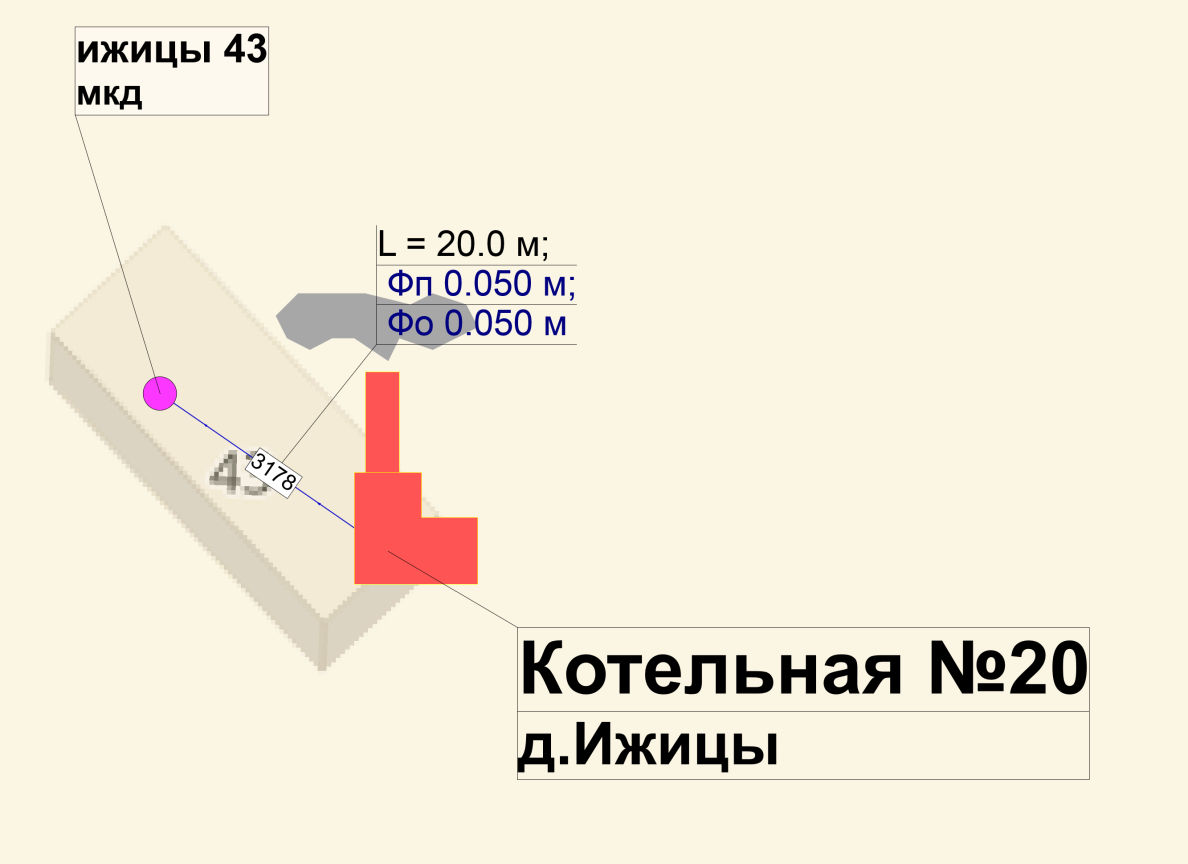 ижицы 43
мкд
L = 20.0 м;
Фп 0.050 м;
Фо 0.050 м
43
3178
Котельная №20
д.Ижицы